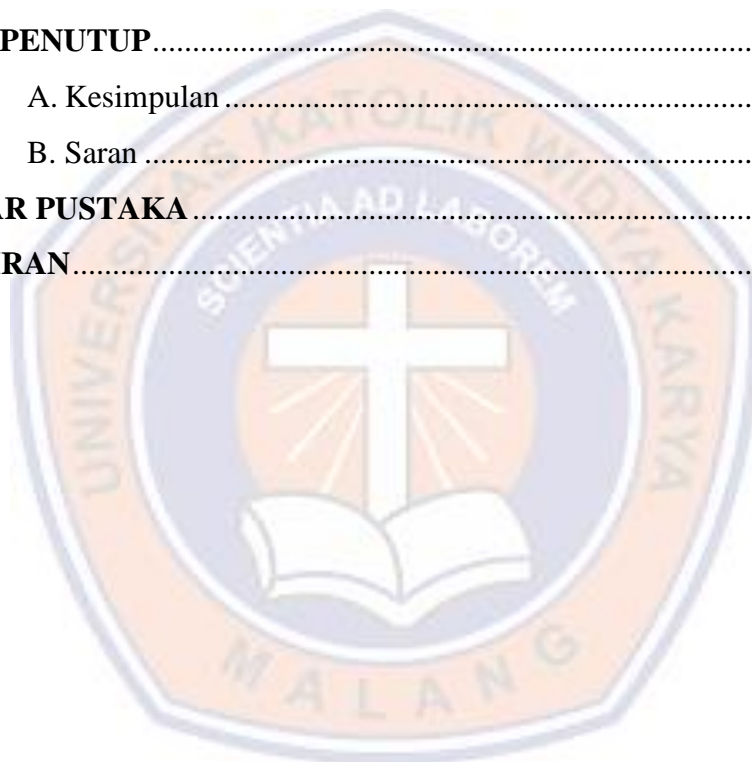 PENUTUP................................................................................
A. Kesimpulan................................................................................
B. Saran................................................................................
AR PUSTAKA................................................................................
RAN................................................................................
UNIVERSITAS KATOLIK WIDYA KARYA
SCIENTIA AD LABOREM
MALANG